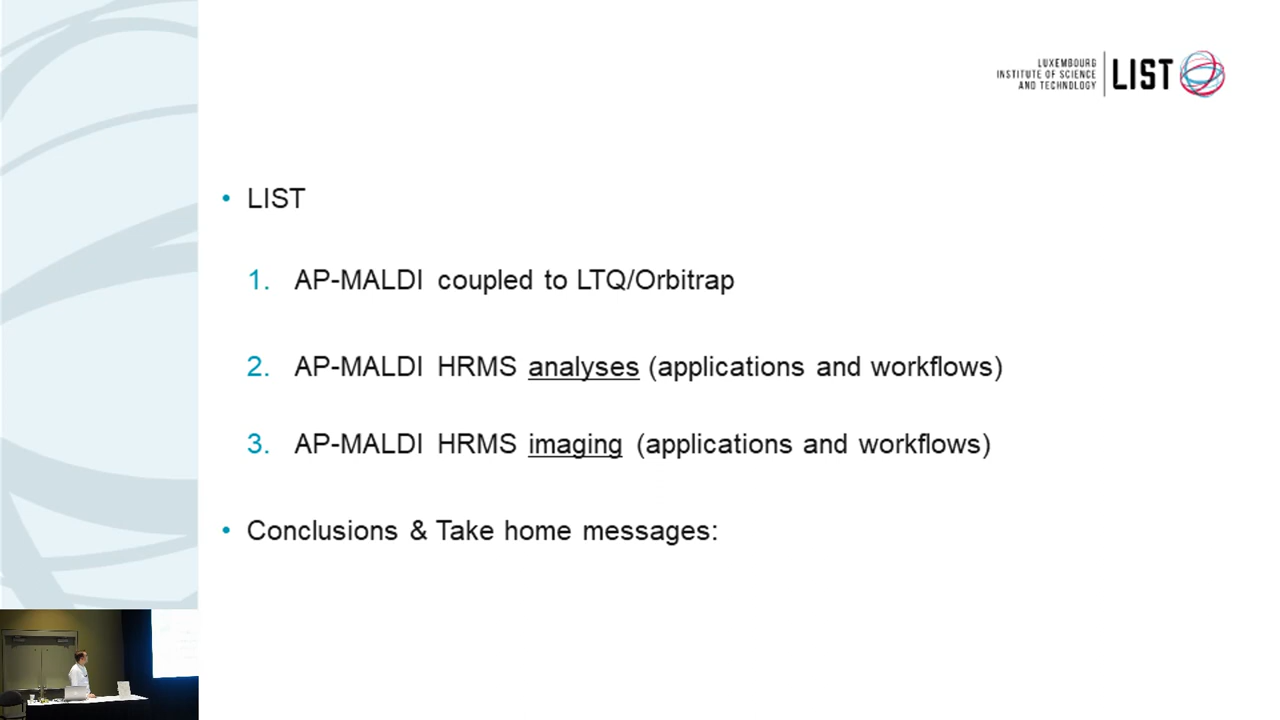 LUXEMBOURG
INSTITUTE OF SCIENCE
AND TECHNOLOGY
LIST
• LIST
1. AP-MALDI coupled to LTQ/Orbitrap
2. AP-MALDI HRMS analyses (applications and workflows)
3. AP-MALDI HRMS imaging (applications and workflows)
• Conclusions & Take home messages: